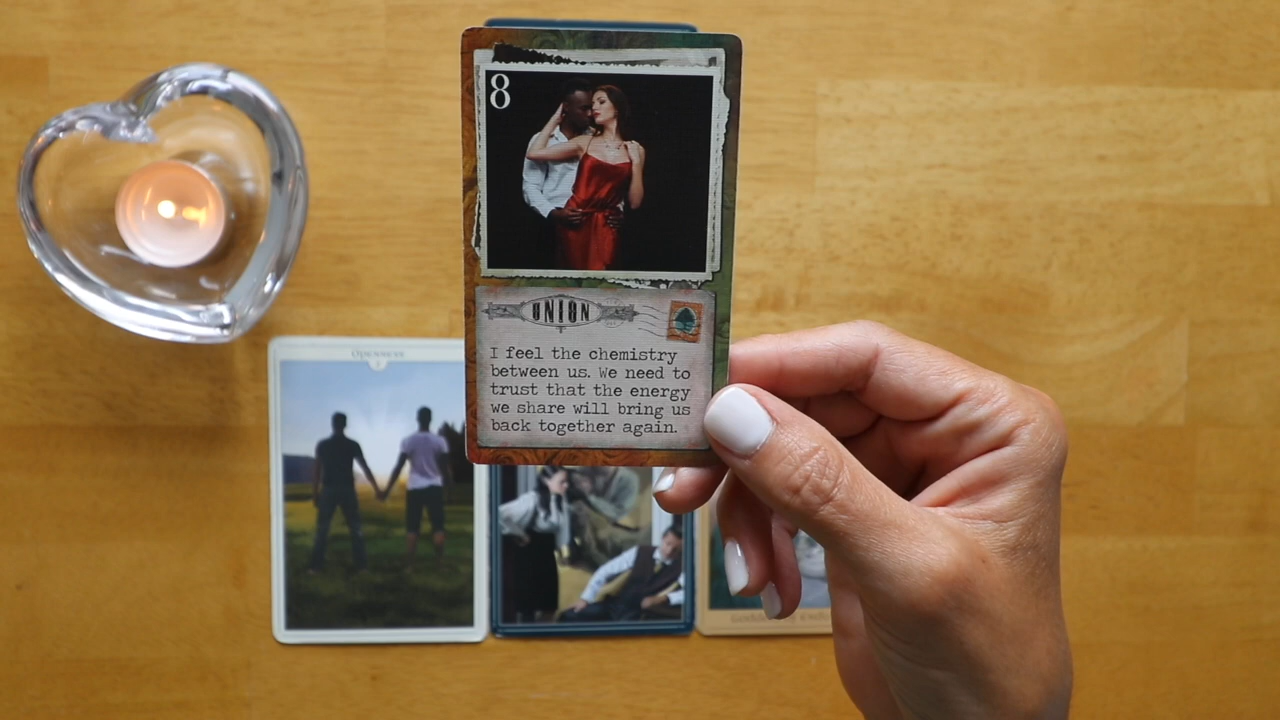 8
UNION
I feel the chemistry
between us. We need to
trust that the energy
we share will bring us
back together again.
Openness